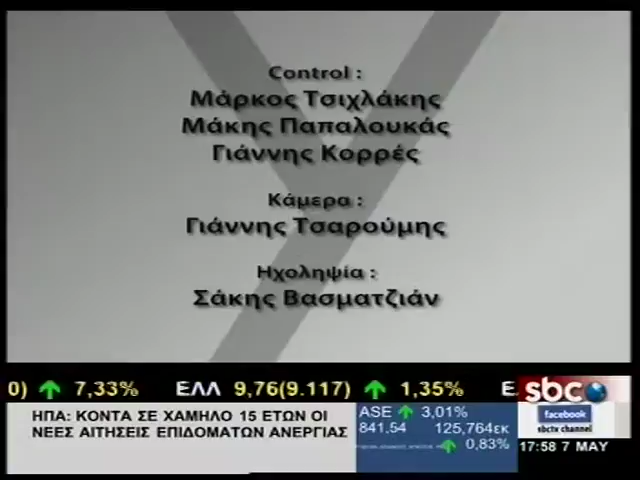 Control :
Μάρκος Τσιχλάκης
Μάκης Παπαλουκάς
Γιάννης Κορρές
Κάμερα :
Γιάννης Τσαρούμης
Ηχοληψία :
Σάκης Βασματζιάν
0) 7,33% ΕΛΛ 9,76(9.117) 1,35% Ε
sbc
ΗΠΑ: ΚΟΝΤΑ ΣΕ ΧΑΜΗΛΟ 15 ΕΤΩΝ ΟΙ
ΝΕΕΣ ΑΙΤΗΣΕΙΣ ΕΠΙΔΟΜΑΤΩΝ ΑΝΕΡΓΙΑΣ
ASE 3,01%
841.54 125,764εκ
0,83%
facebook
sbctv channel
17:58 7 MAY